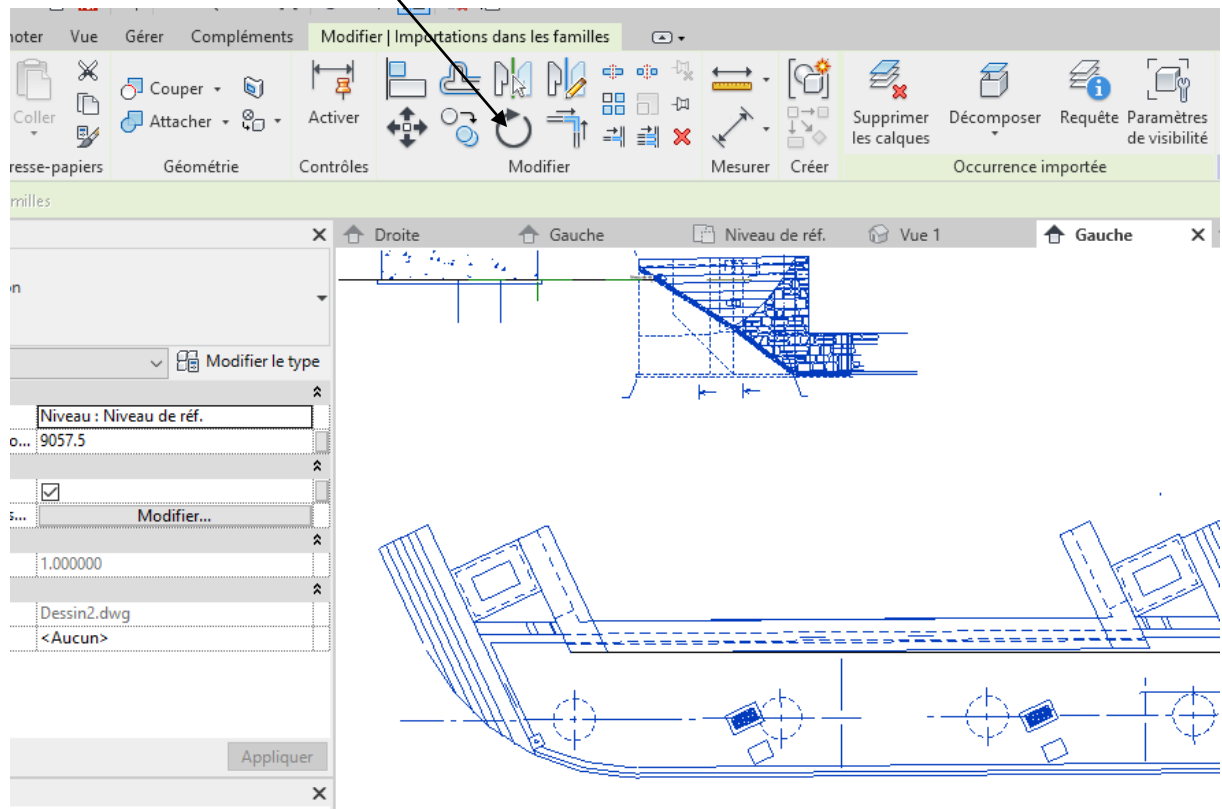 noter Vue Gérer Compléments Modifier | Importations dans les familles
Coller
Couper
Attacher
Activer
Supprimer les calques
Décomposer
Requête
Paramètres de visibilité
resse-papiers Géométrie Contrôles Modifier Mesurer Créer Occurrence importée
milles
Droite Gauche Niveau de réf. Vue 1 Gauche
n
Modifier le type
Niveau : Niveau de réf.
o... 9057.5
s... Modifier...
1.000000
Dessin2.dwg
<Aucun>
Appliquer